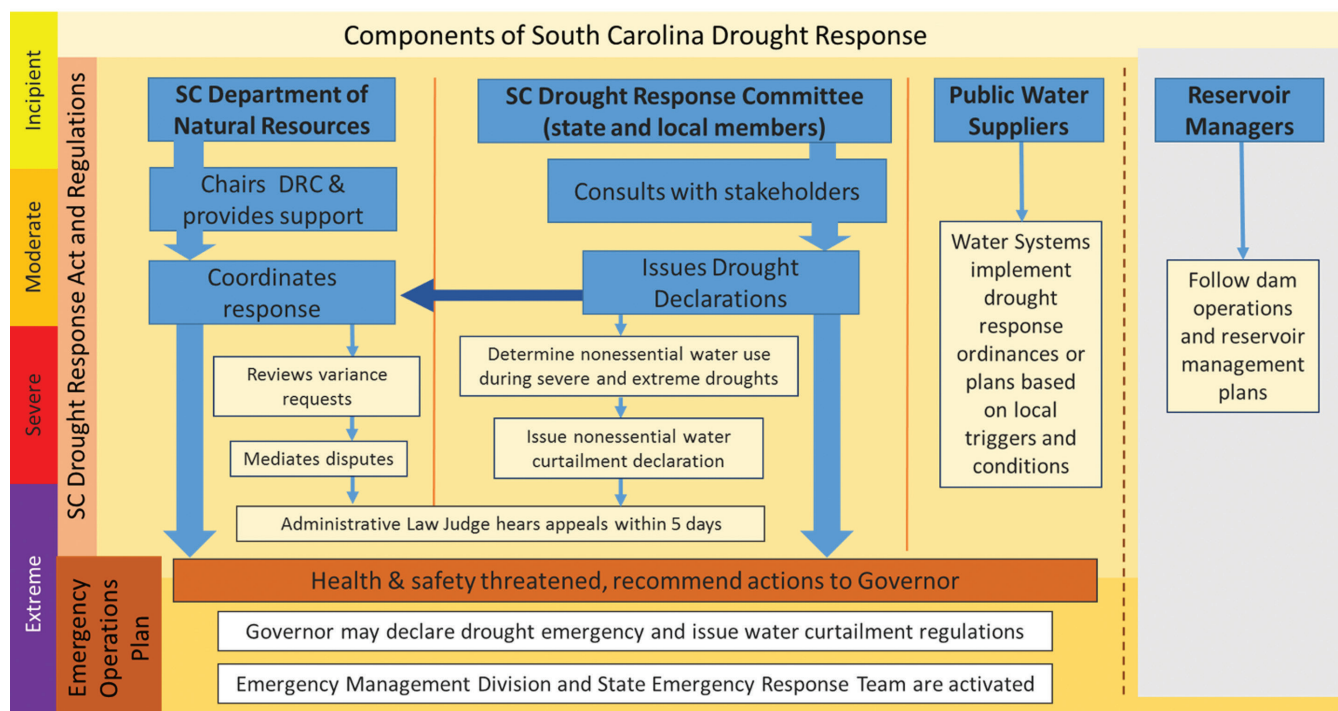 Components of South Carolina Drought Response
Incipient
Moderate
Severe
Extreme
SC Drought Response Act and Regulations
Emergency
Operations
Plan
SC Department of
Natural Resources
Chairs DRC &
provides support
Coordinates
response
Reviews variance
requests
Mediates disputes
SC Drought Response Committee
(state and local members)
Consults with stakeholders
Issues Drought
Declarations
Determine nonessential water use
during severe and extreme droughts
Issue nonessential water
curtailment declaration
Administrative Law Judge hears appeals within 5 days
Public Water
Suppliers
Water Systems
implement
drought
response
ordinances or
plans based
on local
triggers and
conditions
Reservoir
Managers
Follow dam
operations
and reservoir
management
plans
Health & safety threatened, recommend actions to Governor
Governor may declare drought emergency and issue water curtailment regulations
Emergency Management Division and State Emergency Response Team are activated